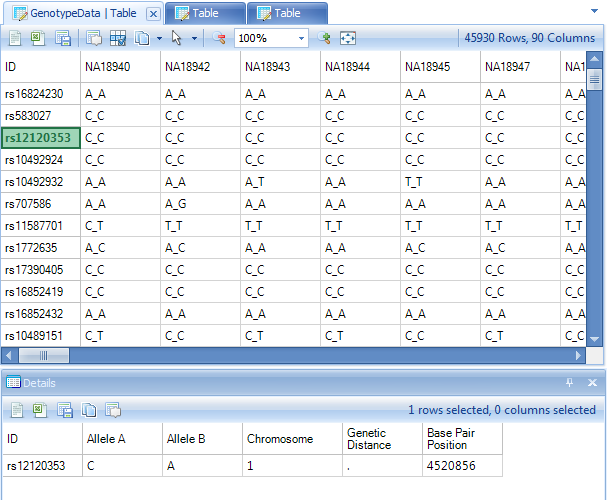 GenotypeData | Table Table Table
100% 45930 Rows, 90 Columns
ID NA18940 NA18942 NA18943 NA18944 NA18945 NA18947 NA1
rs16824230 A_A A_A A_A A_A A_A A_A A_A
rs583027 C_C C_C C_C C_C C_C C_C C_C
rs12120353 C_C C_C C_C C_C C_C C_C C_C
rs10492924 C_C C_C C_C C_C C_C C_C C_C
rs10492932 A_A A_A A_T A_A T_T A_A A_A
rs707586 A_A A_G A_A A_A A_A A_A A_A
rs11587701 C_T T_T T_T T_T T_T T_T T_T
rs1772635 A_C A_C A_A A_A A_C A_C A_A
rs17390405 C_C C_C C_C C_C C_C C_C C_C
rs16852419 C_C C_C C_C C_C C_C C_C C_C
rs16852432 A_A A_A A_A A_A A_A A_A A_A
rs10489151 C_T C_C C_T C_T C_C C_T C_C
Details
1 rows selected, 0 columns selected
ID Allele A Allele B Chromosome Genetic Distance Base Pair Position
rs12120353 C A 1 . 4520856